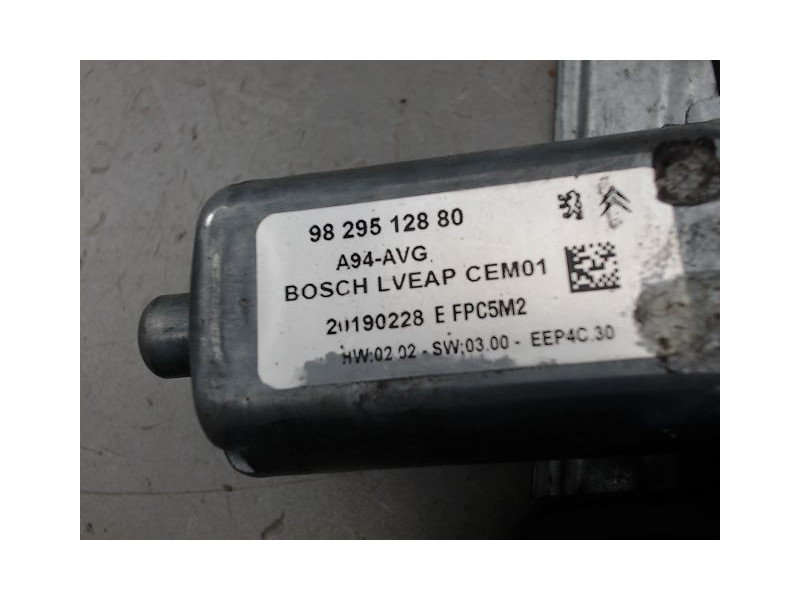 98 295 128 80
A94-AVG
BOSCH LVEAP CEM01
20190228 E FPC5M2
HW:02.02 - SW:03.00 - EEP4C.30